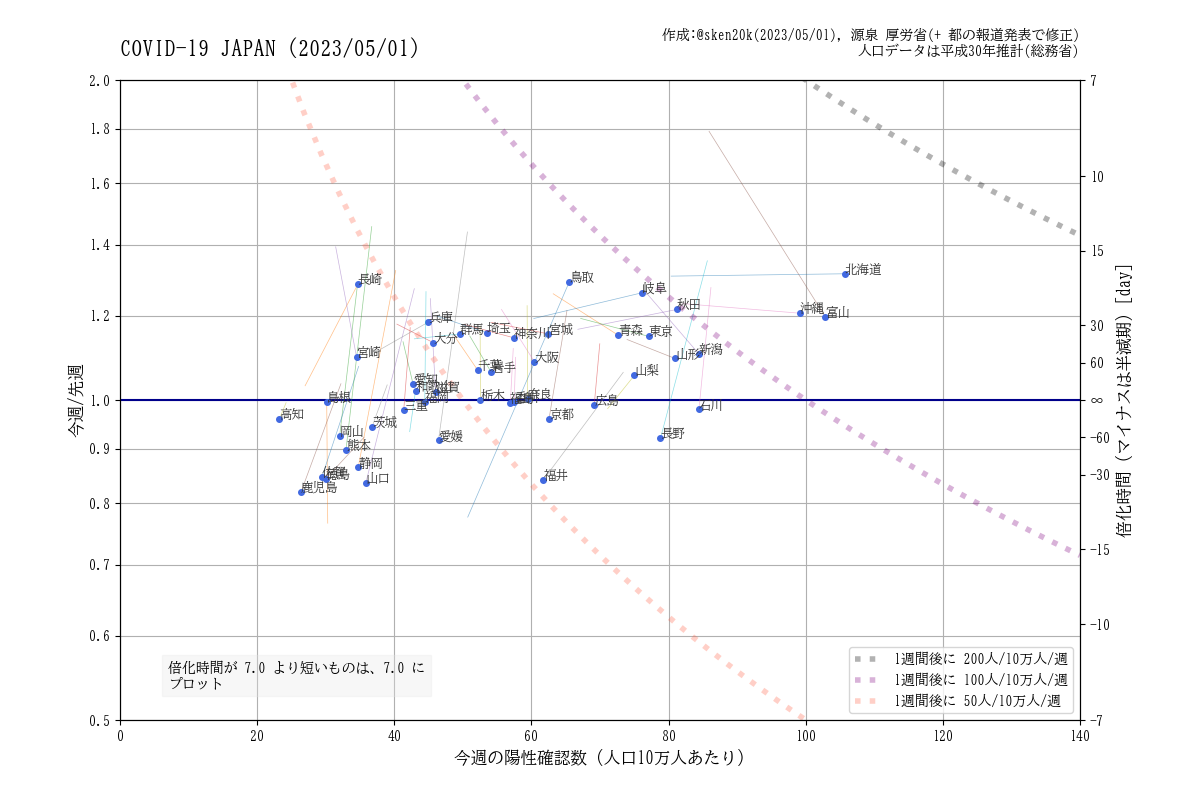 COVID-19 JAPAN (2023/05/01)
作成:@sken20k(2023/05/01), 源泉 厚労省(+ 都の報道発表で修正)
人口データは平成30年推計(総務省)
2.0
1.8
1.6
1.4
1.2
1.0
0.9
0.8
0.7
0.6
0.5
今週/先週
7
10
15
30
60
∞
−60
−30
−15
−10
−7
倍化時間 (マイナスは半減期) [day]
北海道
長崎
鳥取
岐阜
秋田
沖縄
富山
兵庫
群馬
埼玉
神奈川
宮城
青森
東京
大分
宮崎
大阪
山形
新潟
千葉
岩手
山梨
愛知
滋賀
福岡
島根
栃木
奈良
三重
広島
石川
高知
京都
茨城
岡山
愛媛
長野
熊本
静岡
山口
福井
鹿児島
倍化時間が 7.0 より短いものは、7.0 に
プロット
1週間後に 200人/10万人/週
1週間後に 100人/10万人/週
1週間後に 50人/10万人/週
0
20
40
60
80
100
120
140
今週の陽性確認数 (人口10万人あたり)